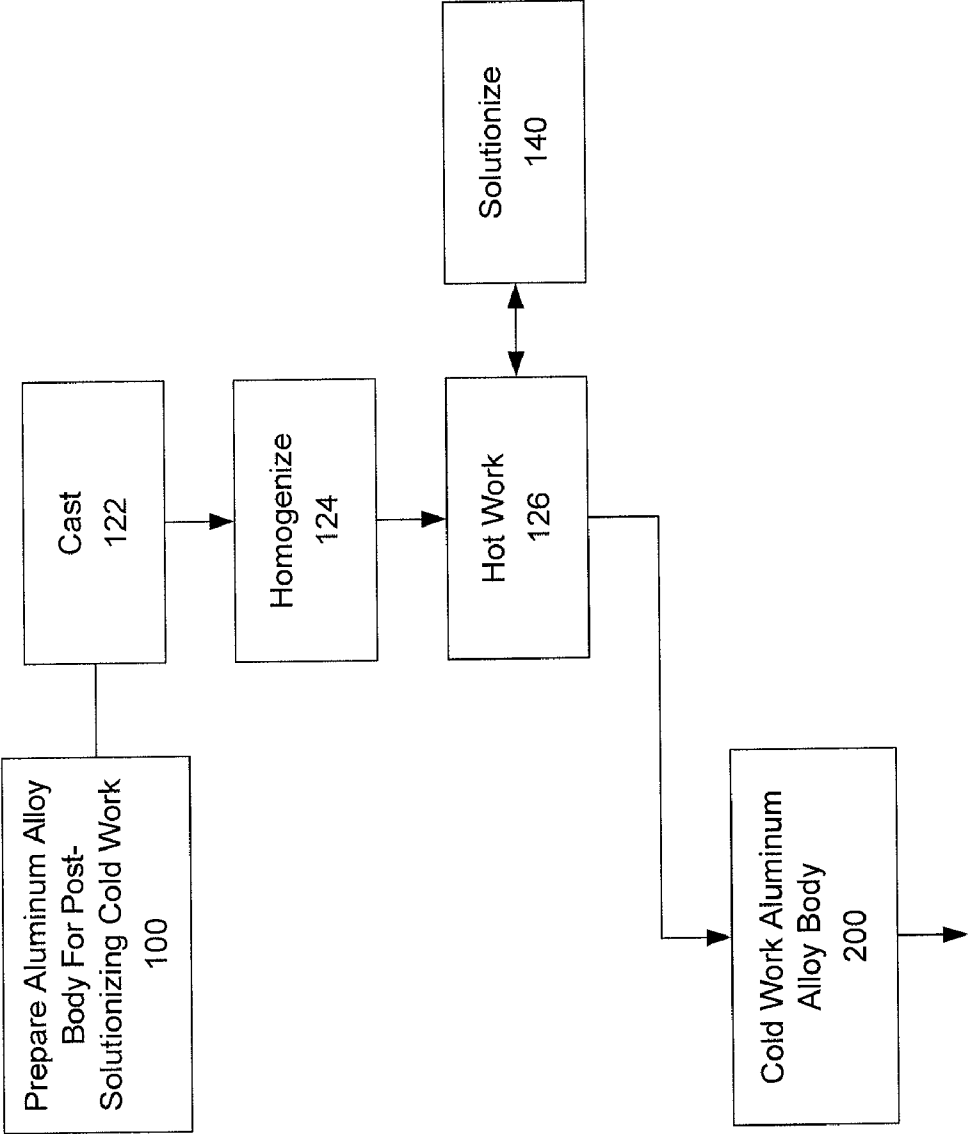 Prepare Aluminum Alloy
Body For Post-
Solutionizing Cold Work
100
Cast
122
Homogenize
124
Hot Work
126
Solutionize
140
Cold Work Aluminum
Alloy Body
200